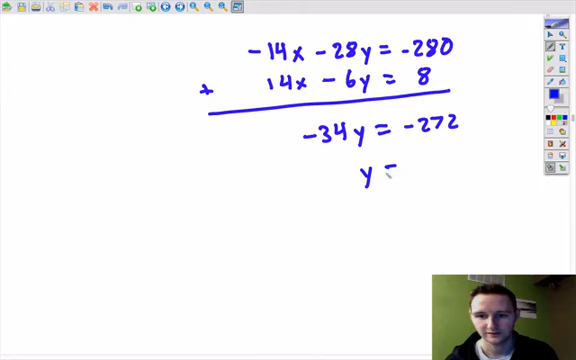 -14x - 28y = -280
+ 14x - 6y = 8
-34y = -272
y =